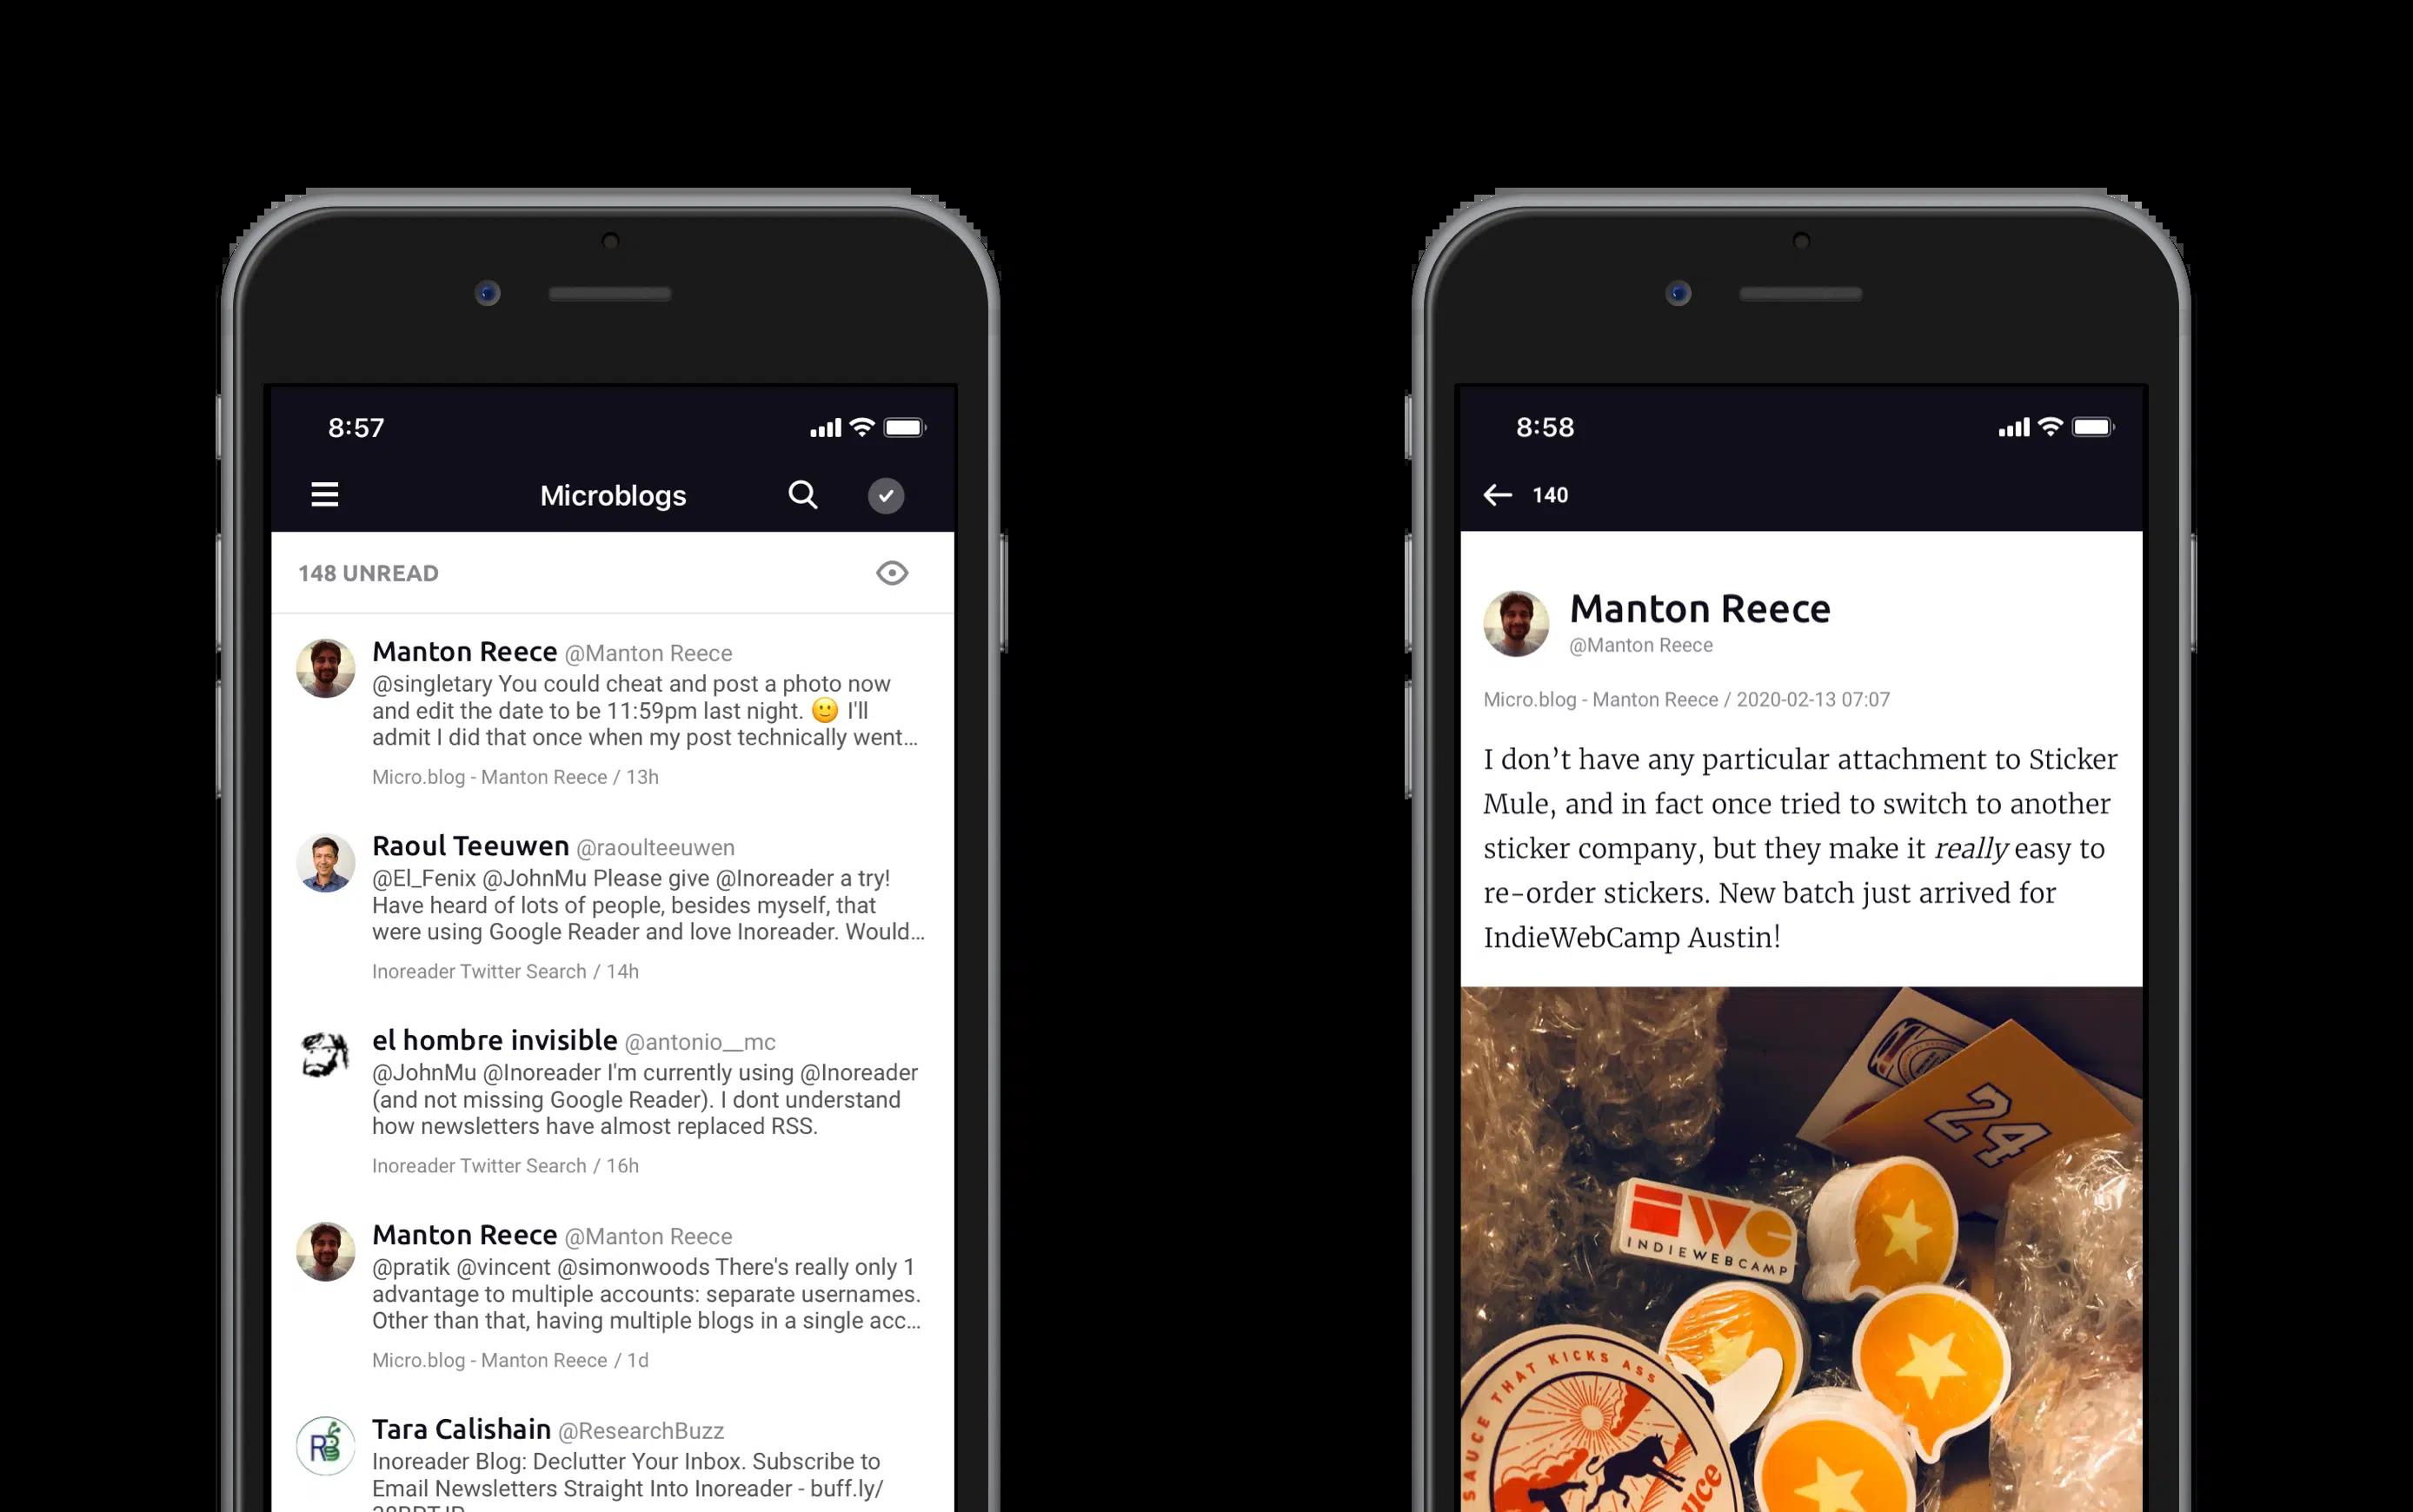 8:57
Microblogs
148 UNREAD
Manton Reece @Manton Reece
@singletary You could cheat and post a photo now
and edit the date to be 11:59pm last night. 🙂 I'll
admit I did that once when my post technically went...
Micro.blog - Manton Reece / 13h
Raoul Teeuwen @raoulteeuwen
@El_Fenix @JohnMu Please give @Inoreader a try!
Have heard of lots of people, besides myself, that
were using Google Reader and love Inoreader. Would...
Inoreader Twitter Search / 14h
el hombre invisible @antonio__mc
@JohnMu @Inoreader I'm currently using @Inoreader
(and not missing Google Reader). I dont understand
how newsletters have almost replaced RSS.
Inoreader Twitter Search / 16h
Manton Reece @Manton Reece
@pratik @vincent @simonwoods There's really only 1
advantage to multiple accounts: separate usernames.
Other than that, having multiple blogs in a single acc...
Micro.blog - Manton Reece / 1d
RB
Tara Calishain @ResearchBuzz
Inoreader Blog: Declutter Your Inbox. Subscribe to
Email Newsletters Straight Into Inoreader - buff.ly/
8:58
140
Manton Reece
@Manton Reece
Micro.blog - Manton Reece / 2020-02-13 07:07
I don’t have any particular attachment to Sticker
Mule, and in fact once tried to switch to another
sticker company, but they make it really easy to
re-order stickers. New batch just arrived for
IndieWebCamp Austin!
24
IWC
INDIEWEBCAMP
SAUCE THAT KICKS ASS